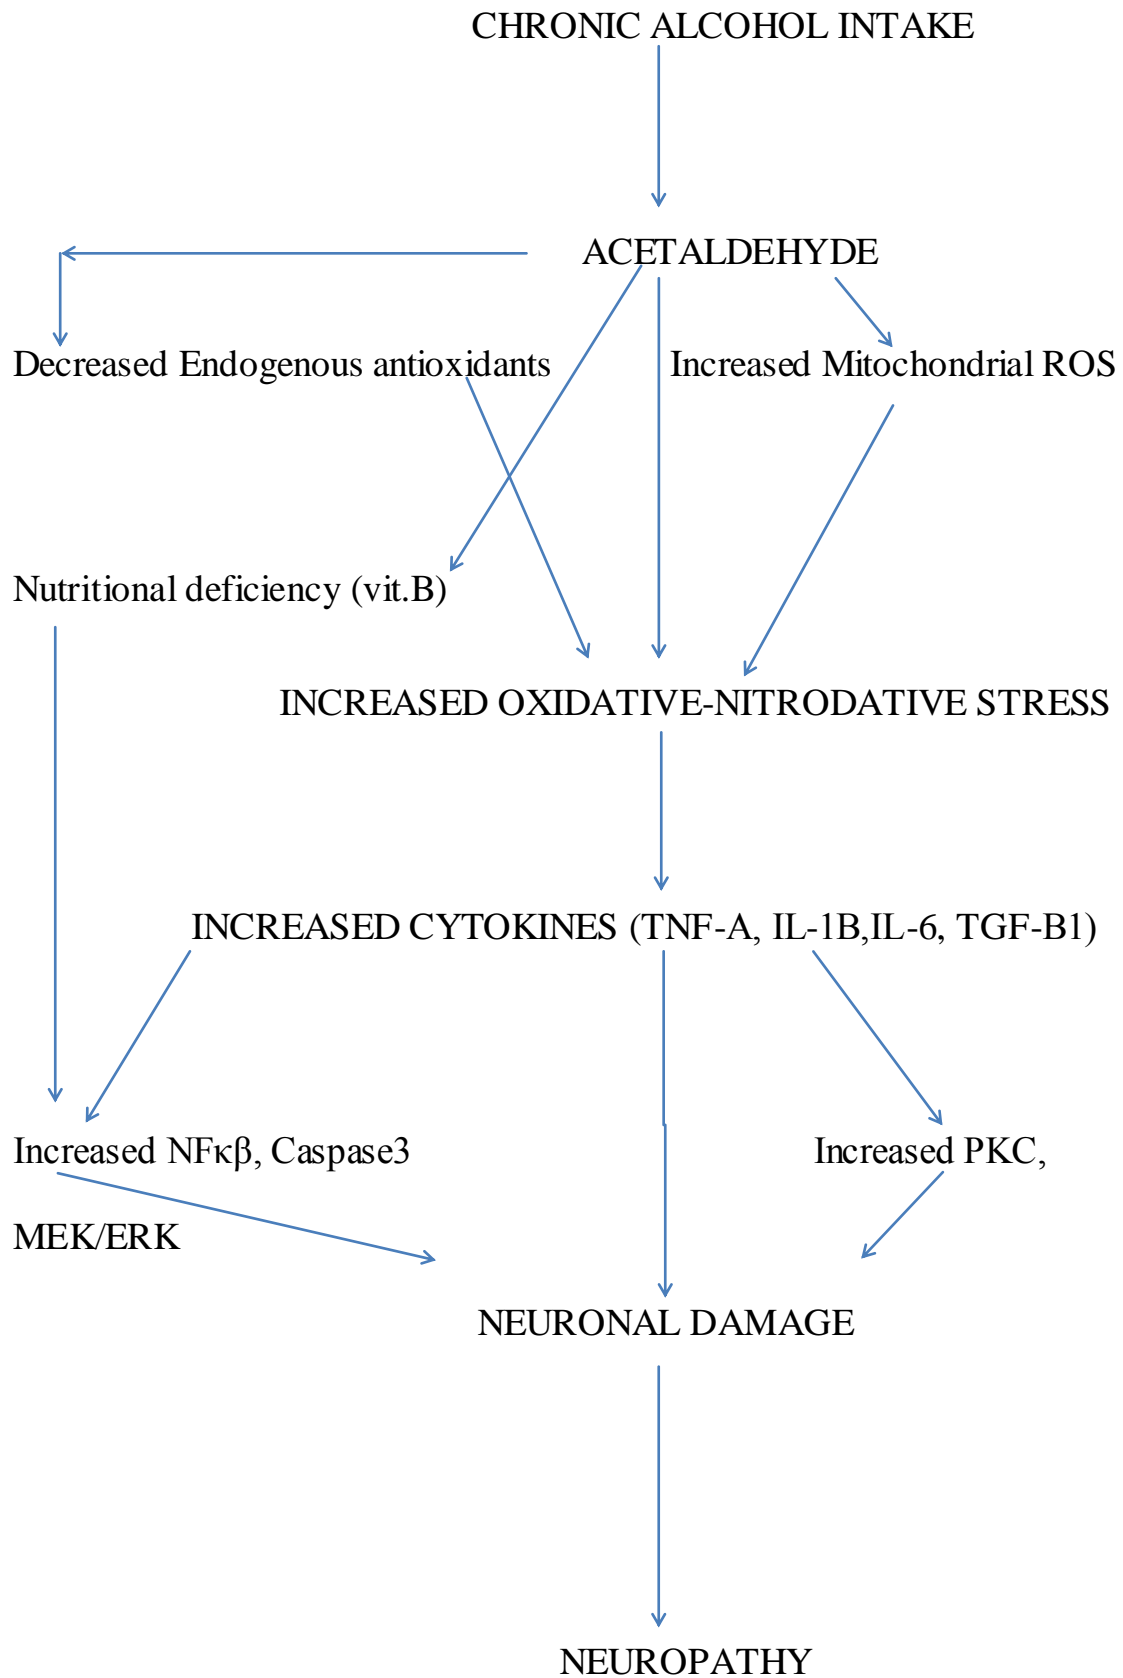 CHRONIC ALCOHOL INTAKE
ACETALDEHYDE
Decreased Endogenous antioxidants
Increased Mitochondrial ROS
Nutritional deficiency (vit.B)
INCREASED OXIDATIVE-NITRODATIVE STRESS
INCREASED CYTOKINES (TNF-A, IL-1B,IL-6, TGF-B1)
Increased NFκβ, Caspase3
Increased PKC,
MEK/ERK
NEURONAL DAMAGE
NEUROPATHY